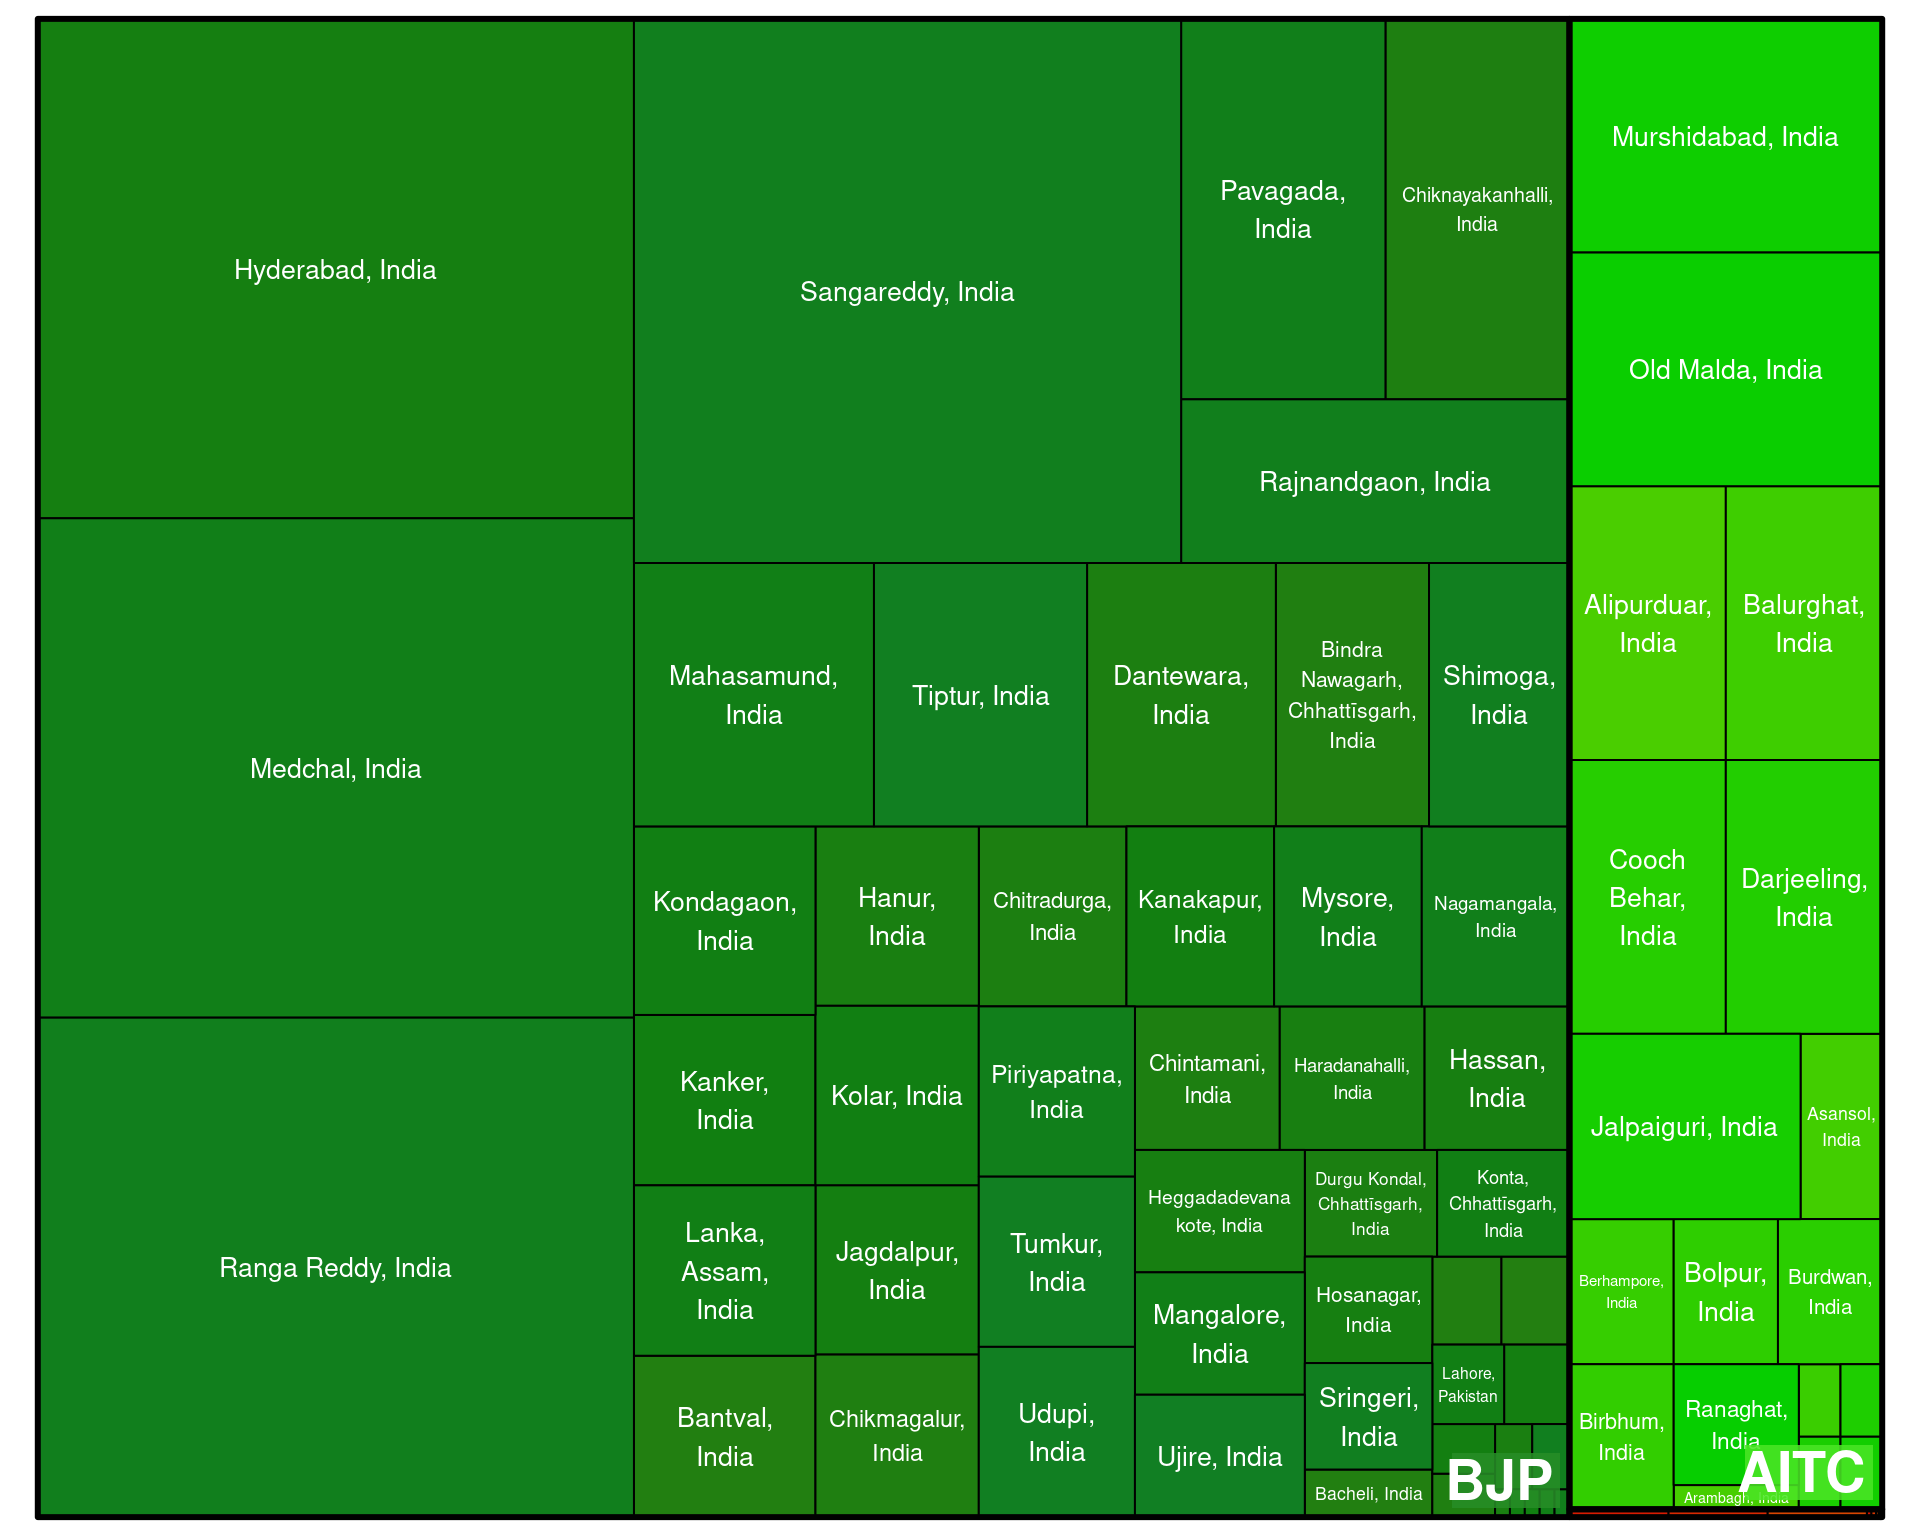 Hyderabad, India
Medchal, India
Ranga Reddy, India
Sangareddy, India
Pavagada,
India
Chiknayakanhalli,
India
Rajnandgaon, India
Mahasamund,
India
Tiptur, India
Dantewara,
India
Bindra
Nawagarh,
Chhattīsgarh,
India
Shimoga,
India
Kondagaon,
India
Hanur,
India
Chitradurga,
India
Kanakapur,
India
Mysore,
India
Nagamangala,
India
Kanker,
India
Kolar, India
Piriyapatna,
India
Chintamani,
India
Haradanahalli,
India
Hassan,
India
Lanka,
Assam,
India
Jagdalpur,
India
Tumkur,
India
Heggadadevana
kote, India
Durgu Kondal,
Chhattīsgarh,
India
Konta,
Chhattīsgarh,
India
Mangalore,
India
Hosanagar,
India
Lahore,
Pakistan
Bantval,
India
Chikmagalur,
India
Udupi,
India
Ujire, India
Sringeri,
India
Bacheli, India
BJP
Murshidabad, India
Old Malda, India
Alipurduar,
India
Balurghat,
India
Cooch
Behar,
India
Darjeeling,
India
Jalpaiguri, India
Asansol,
India
Berhampore,
India
Bolpur,
India
Burdwan,
India
Birbhum,
India
Ranaghat,
India
Arambagh, India
AITC